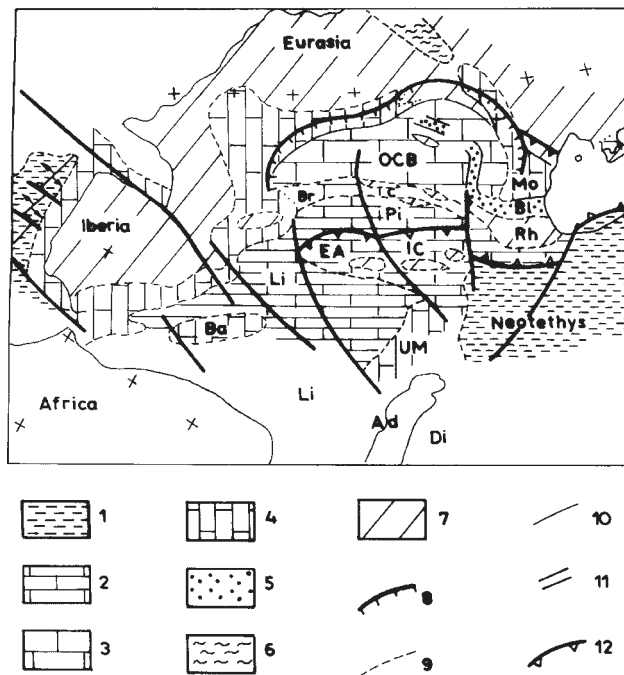 Eurasia
OCB
Mo
Br
Pi
Bl
Iberia
Rh
EA
IC
Li
Neotethys
Ba
UM
Li
Africa
Ad
Di
1
4
7
10
2
5
8
11
3
6
9
12